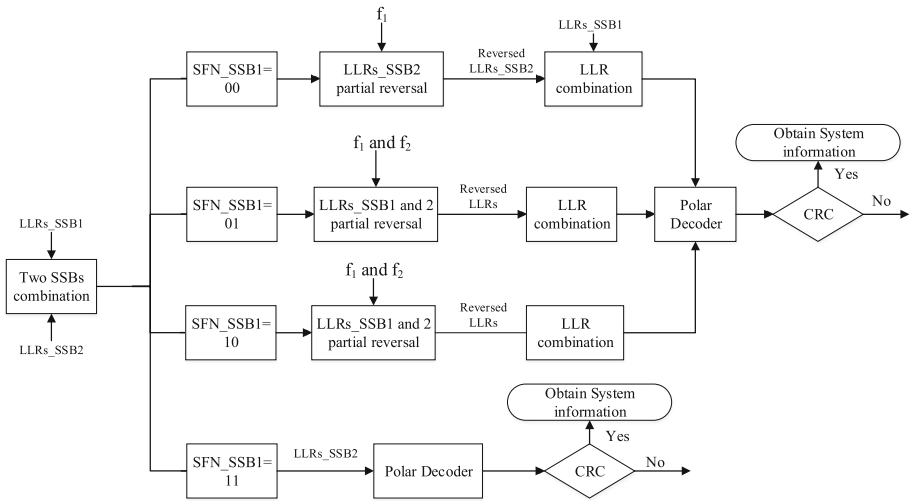 f1
LLRs_SSB1
SFN_SSB1=
00
LLRs_SSB2
partial reversal
Reversed
LLRs_SSB2
LLR
combination
Obtain System
information
f1 and f2
Yes
SFN_SSB1=
01
LLRs_SSB1 and 2
partial reversal
Reversed
LLRs
LLR
combination
Polar
Decoder
CRC
No
LLRs_SSB1
Two SSBs
combination
LLRs_SSB2
f1 and f2
SFN_SSB1=
10
LLRs_SSB1 and 2
partial reversal
Reversed
LLRs
LLR
combination
Obtain System
information
Yes
SFN_SSB1=
11
LLRs_SSB2
Polar Decoder
CRC
No